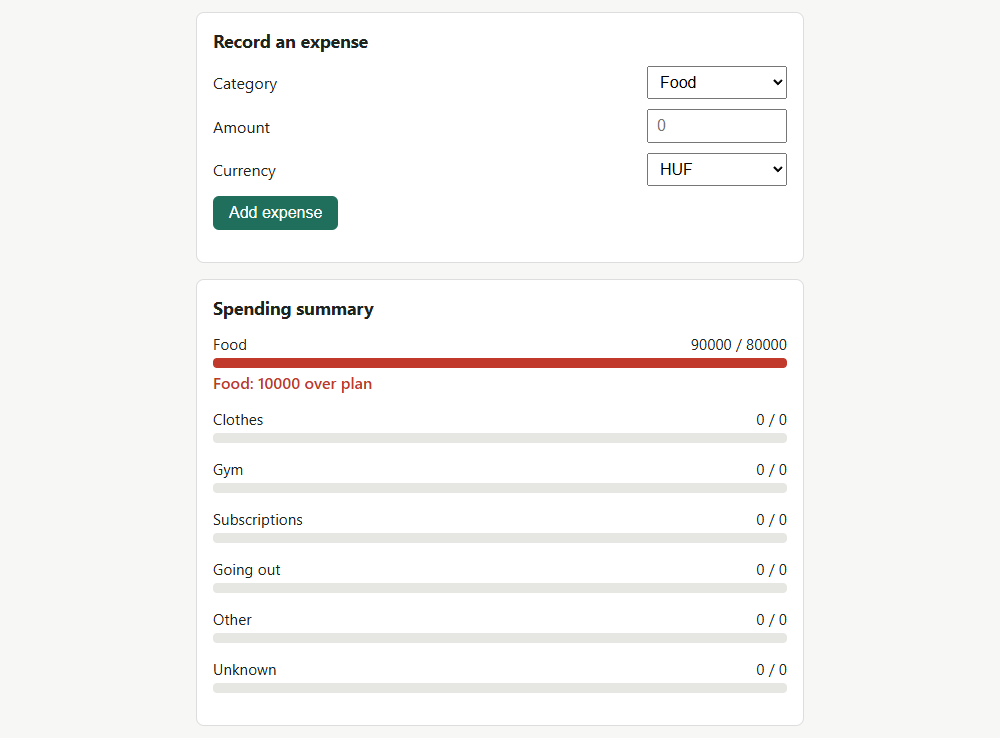 Record an expense
Category Food
Amount 0
Currency HUF
Add expense
Spending summary
Food 90000 / 80000
Food: 10000 over plan
Clothes 0 / 0
Gym 0 / 0
Subscriptions 0 / 0
Going out 0 / 0
Other 0 / 0
Unknown 0 / 0